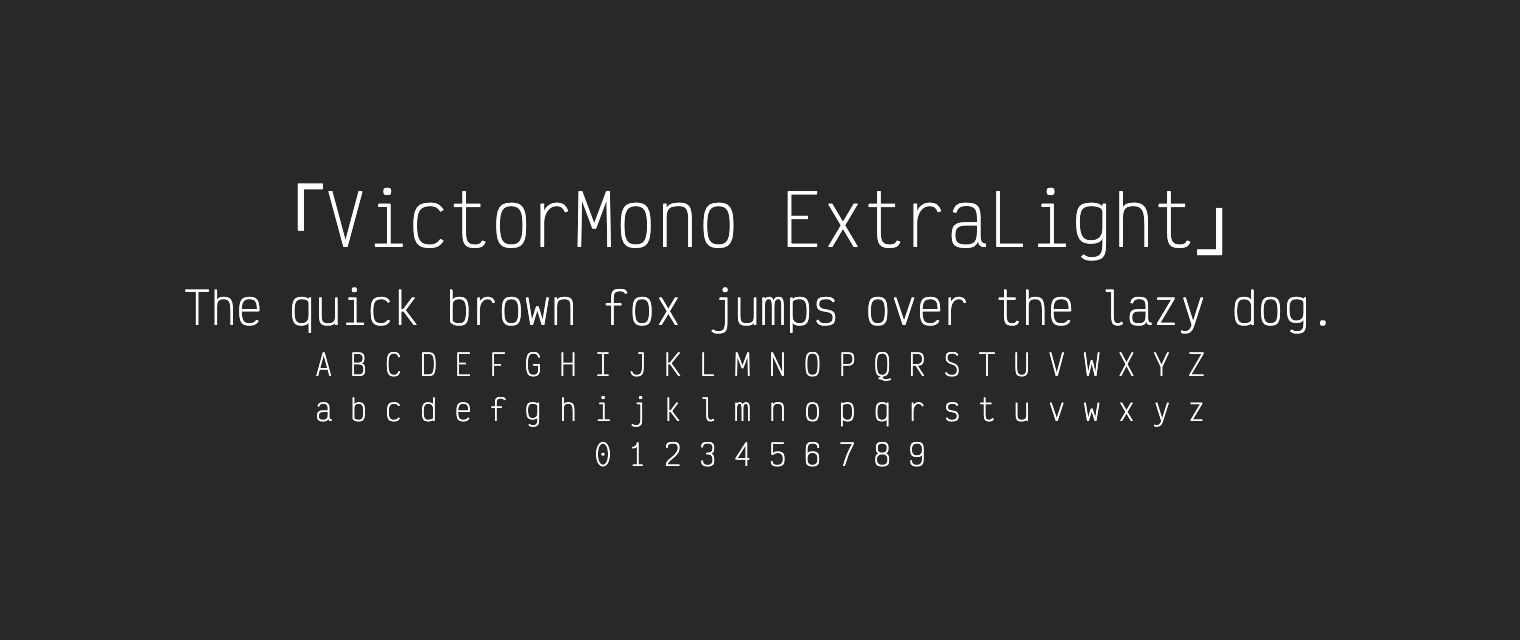 「VictorMono ExtraLight」
The quick brown fox jumps over the lazy dog.
A B C D E F G H I J K L M N O P Q R S T U V W X Y Z
a b c d e f g h i j k l m n o p q r s t u v w x y z
0 1 2 3 4 5 6 7 8 9